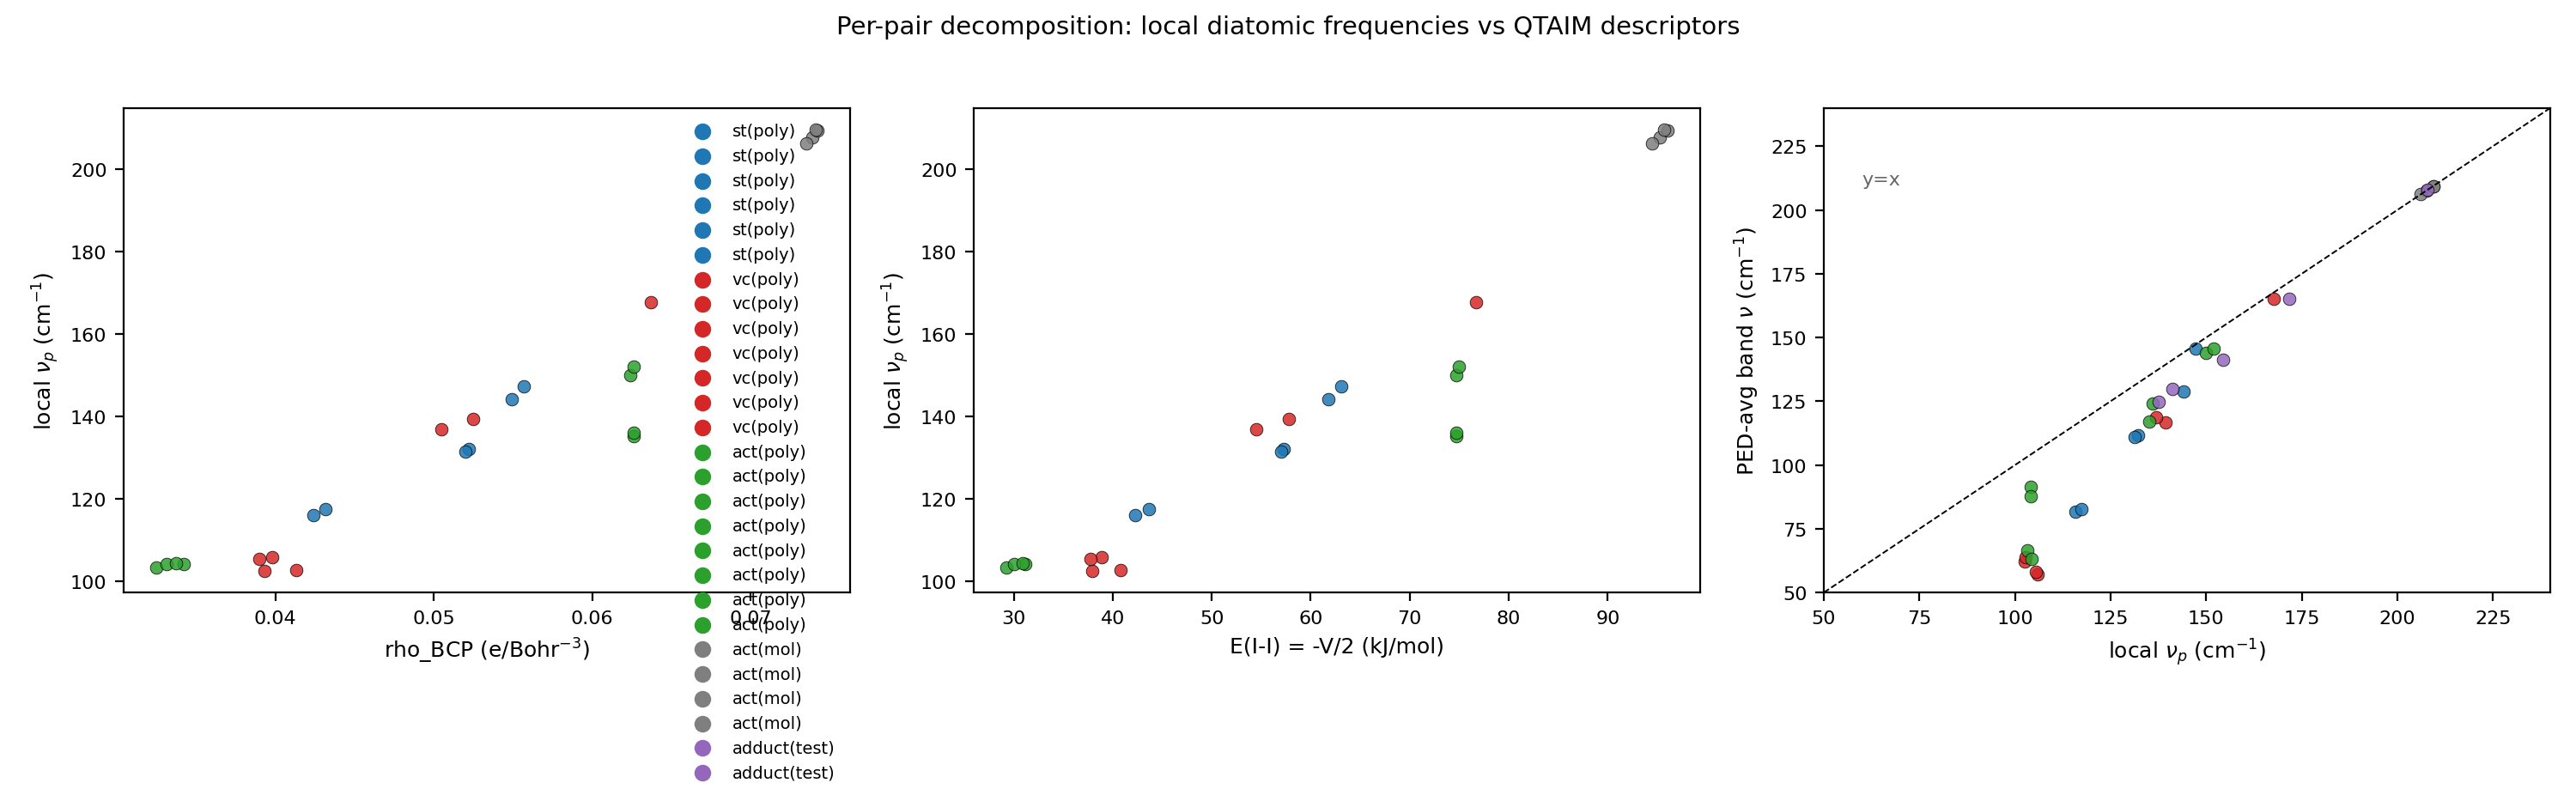 Per-pair decomposition: local diatomic frequencies vs QTAIM descriptors
local ν_p (cm⁻¹)
200
180
160
140
120
100
0.04 0.05 0.06 0.07
rho_BCP (e/Bohr⁻³)
st(poly)
st(poly)
st(poly)
st(poly)
st(poly)
st(poly)
vc(poly)
vc(poly)
vc(poly)
vc(poly)
vc(poly)
vc(poly)
vc(poly)
act(poly)
act(poly)
act(poly)
act(poly)
act(poly)
act(poly)
act(poly)
act(poly)
act(mol)
act(mol)
act(mol)
act(mol)
adduct(test)
adduct(test)
local ν_p (cm⁻¹)
200
180
160
140
120
100
30 40 50 60 70 80 90
E(I-I) = -V/2 (kJ/mol)
PED-avg band ν (cm⁻¹)
225
200
175
150
125
100
75
50
y=x
50 75 100 125 150 175 200 225
local ν_p (cm⁻¹)